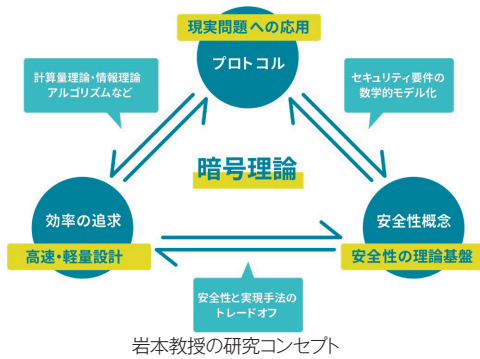 現実問題への応用
プロトコル
計算量理論・情報理論
アルゴリズムなど
セキュリティ要件の
数学的モデル化
暗号理論
効率の追求
高速・軽量設計
安全性概念
安全性の理論基盤
安全性と実現手法の
トレードオフ
岩本教授の研究コンセプト